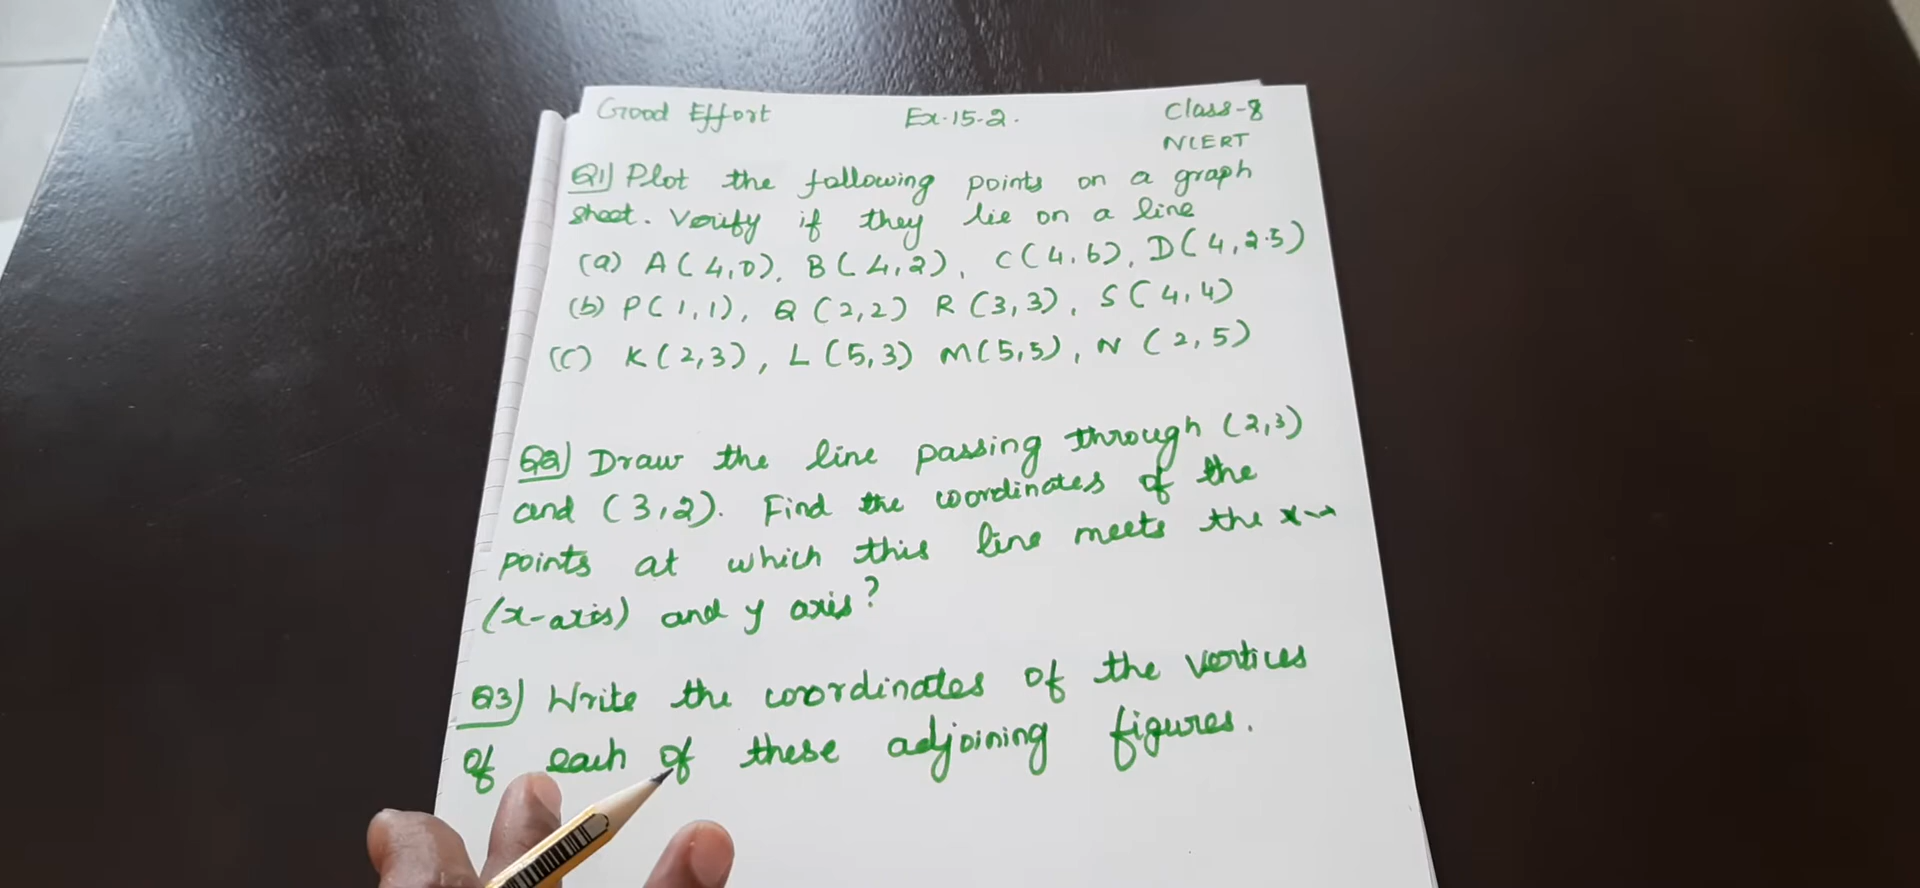 Good Effort Ex.15.2. Class-8
NCERT
Q1) Plot the following points on a graph
sheet. Verify if they lie on a line
(a) A(4,0), B(4,2), C(4,6), D(4,2.5)
(b) P(1,1), Q(2,2) R(3,3), S(4,4)
(C) K(2,3), L(5,3) M(5,5), N(2,5)
Q2) Draw the line passing through (2,3)
and (3,2). Find the coordinates of the
points at which this line meets the x
(x-axis) and y axis?
Q3) Write the coordinates of the vertices
of each of these adjoining figures.